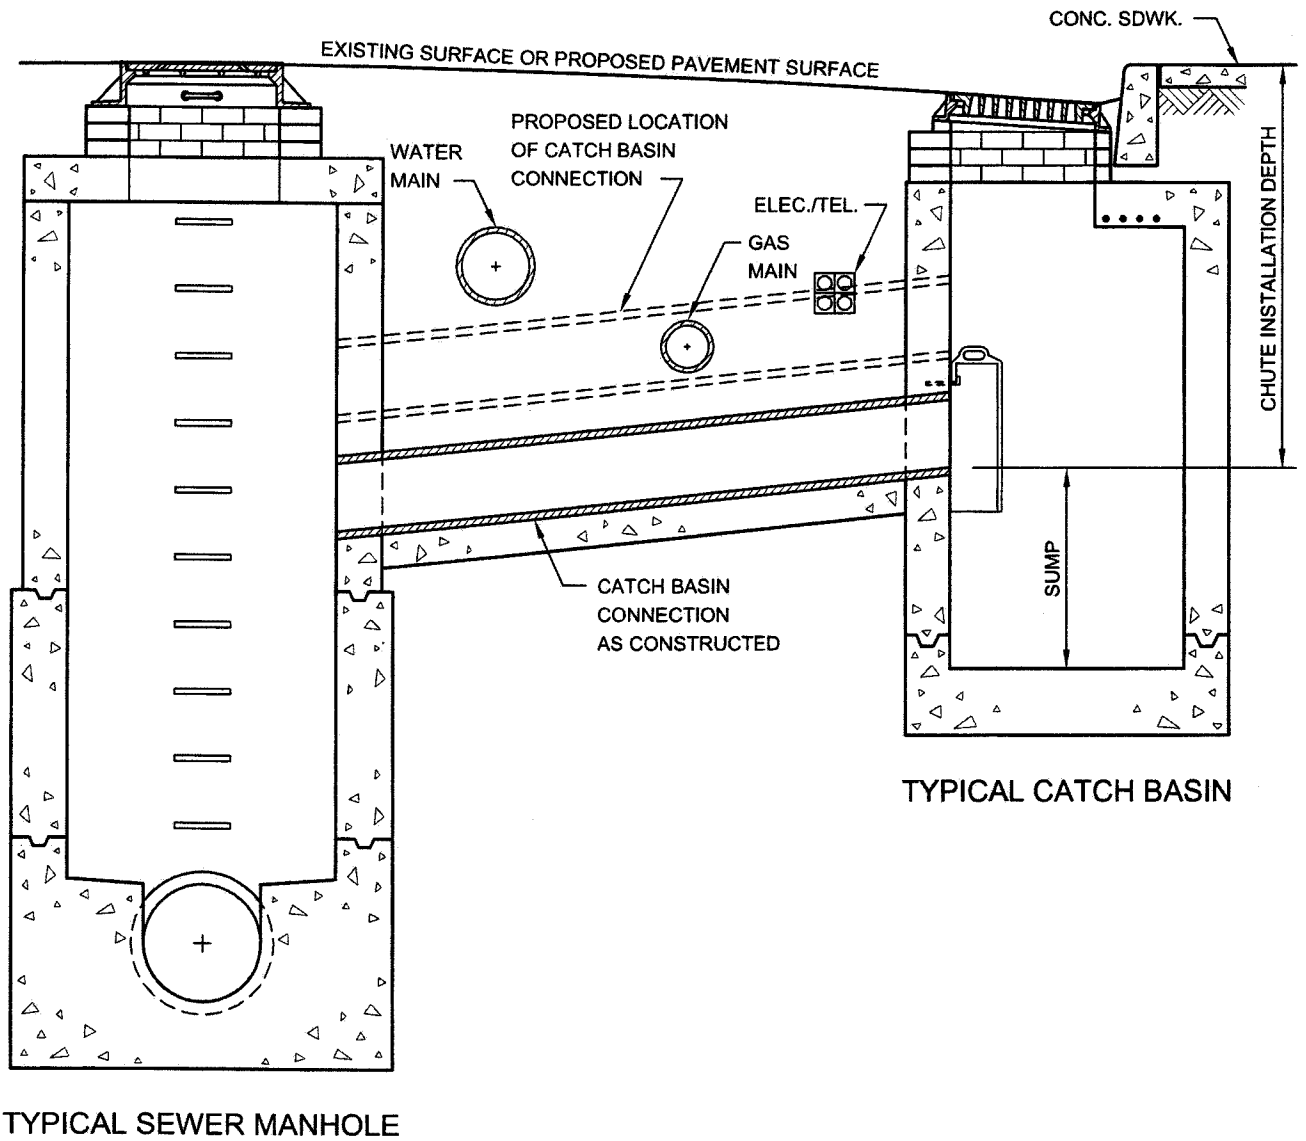 CONC. SDWK.
EXISTING SURFACE OR PROPOSED PAVEMENT SURFACE
PROPOSED LOCATION
OF CATCH BASIN
CONNECTION
WATER
MAIN
ELEC./TEL.
GAS
MAIN
CHUTE INSTALLATION DEPTH
SUMP
CATCH BASIN
CONNECTION
AS CONSTRUCTED
TYPICAL CATCH BASIN
TYPICAL SEWER MANHOLE